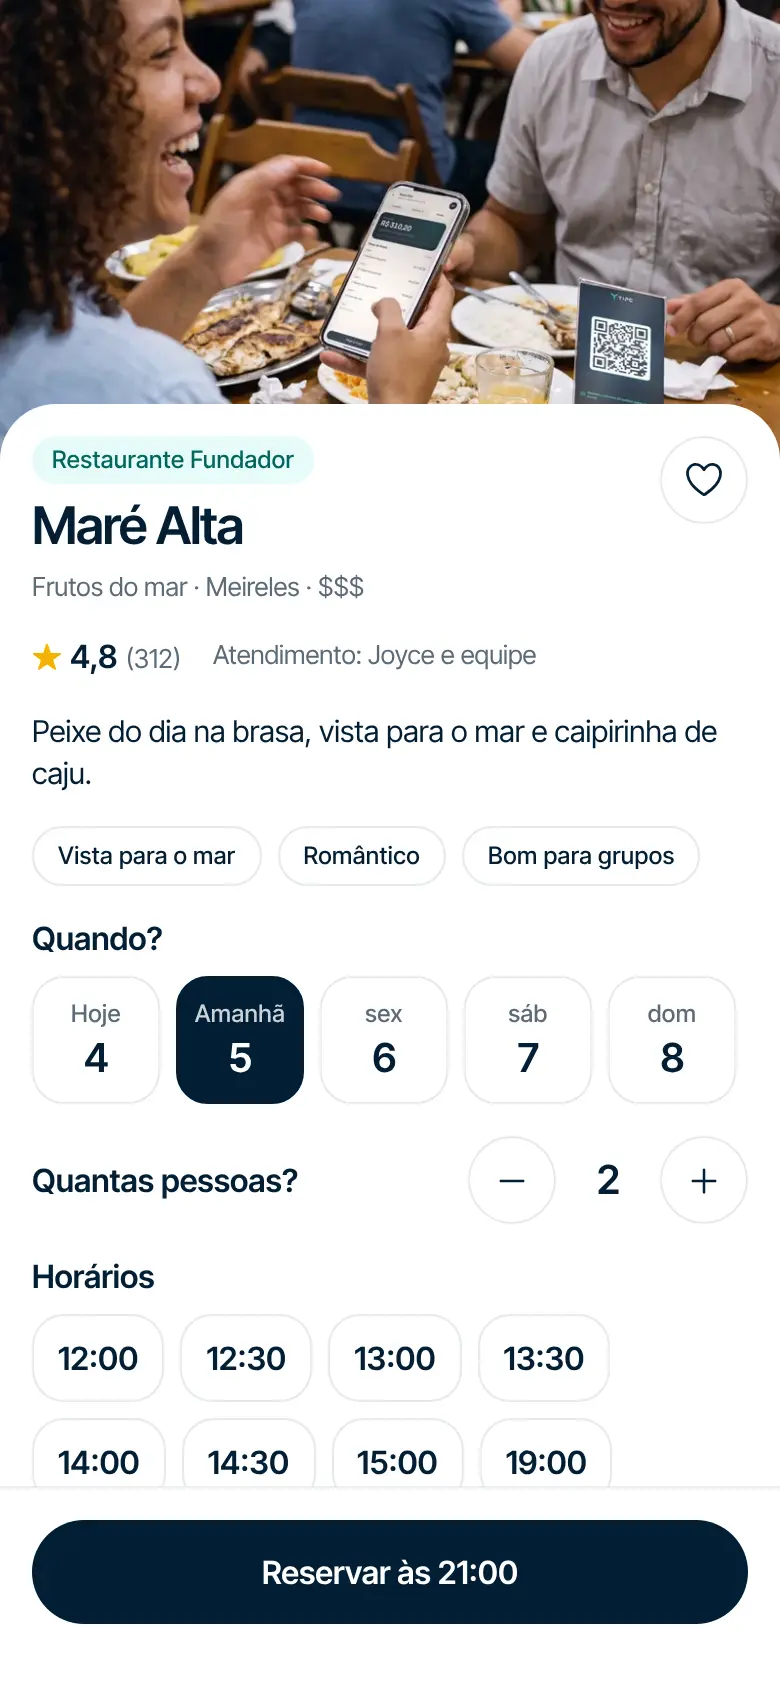 R$ 310,20
TIPO
Restaurante Fundador
Maré Alta
Frutos do mar · Meireles · $$$
4,8 (312) Atendimento: Joyce e equipe
Peixe do dia na brasa, vista para o mar e caipirinha de
caju.
Vista para o mar Romântico Bom para grupos
Quando?
Hoje Amanhã sex sáb dom
4 5 6 7 8
Quantas pessoas? − 2 +
Horários
12:00 12:30 13:00 13:30
14:00 14:30 15:00 19:00
Reservar às 21:00